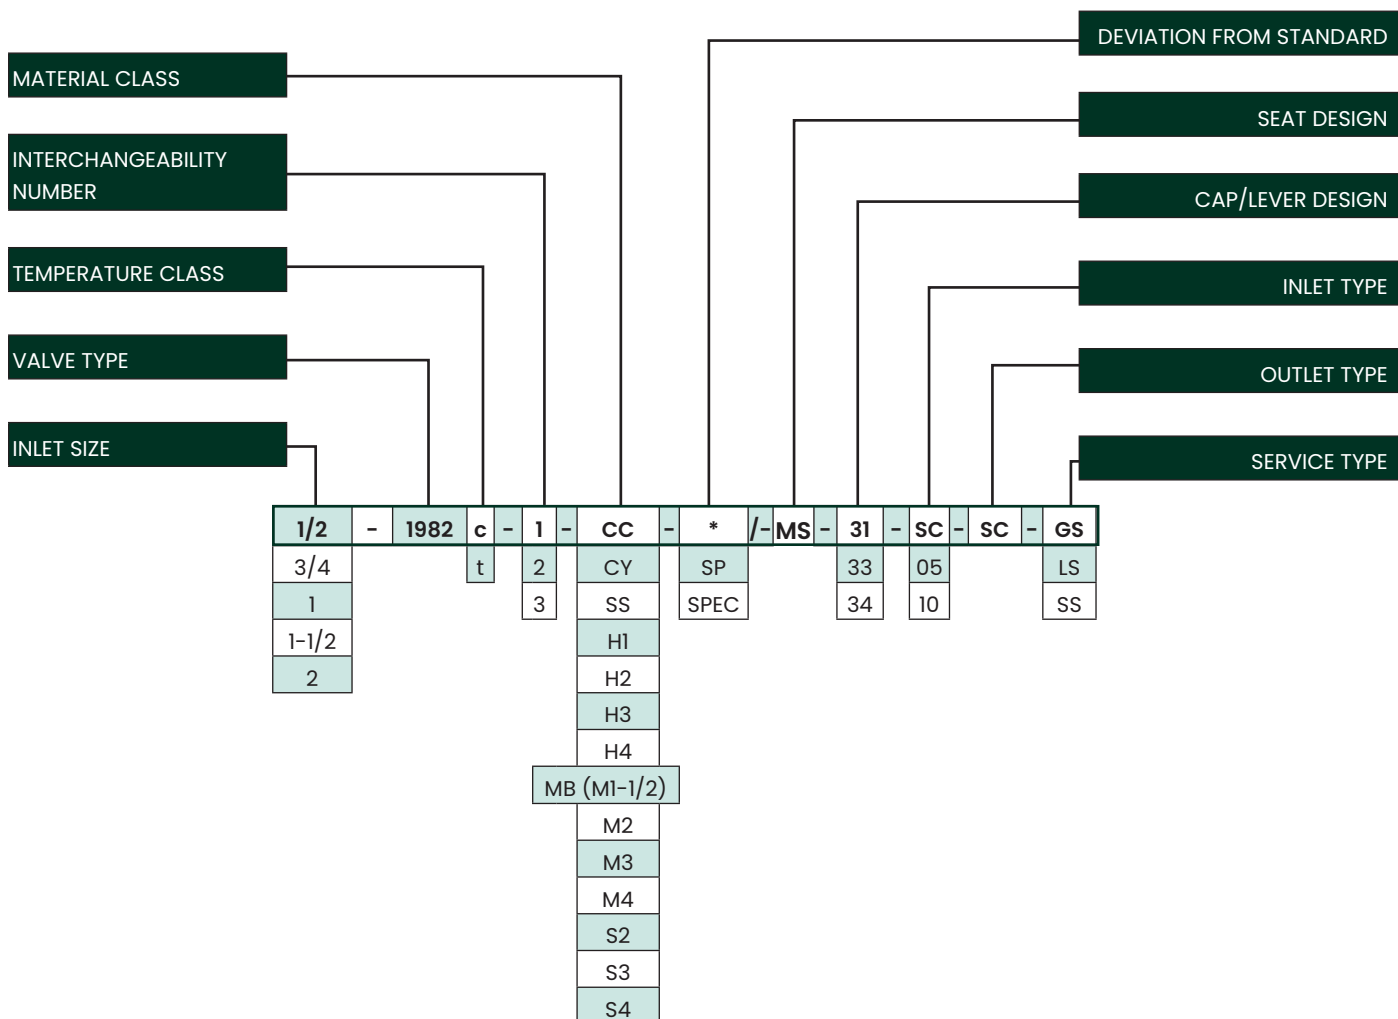 DEVIATION FROM STANDARD
MATERIAL CLASS
SEAT DESIGN
INTERCHANGEABILITY
NUMBER
CAP/LEVER DESIGN
TEMPERATURE CLASS
INLET TYPE
VALVE TYPE
OUTLET TYPE
INLET SIZE
SERVICE TYPE
1/2 - 1982 c - 1 - CC - * /- MS - 31 - SC - SC - GS
3/4 t 2 CY SP 33 05 LS
1 3 SS SPEC 34 10 SS
1-1/2 H1
2 H2
H3
H4
MB (M1-1/2)
M2
M3
M4
S2
S3
S4